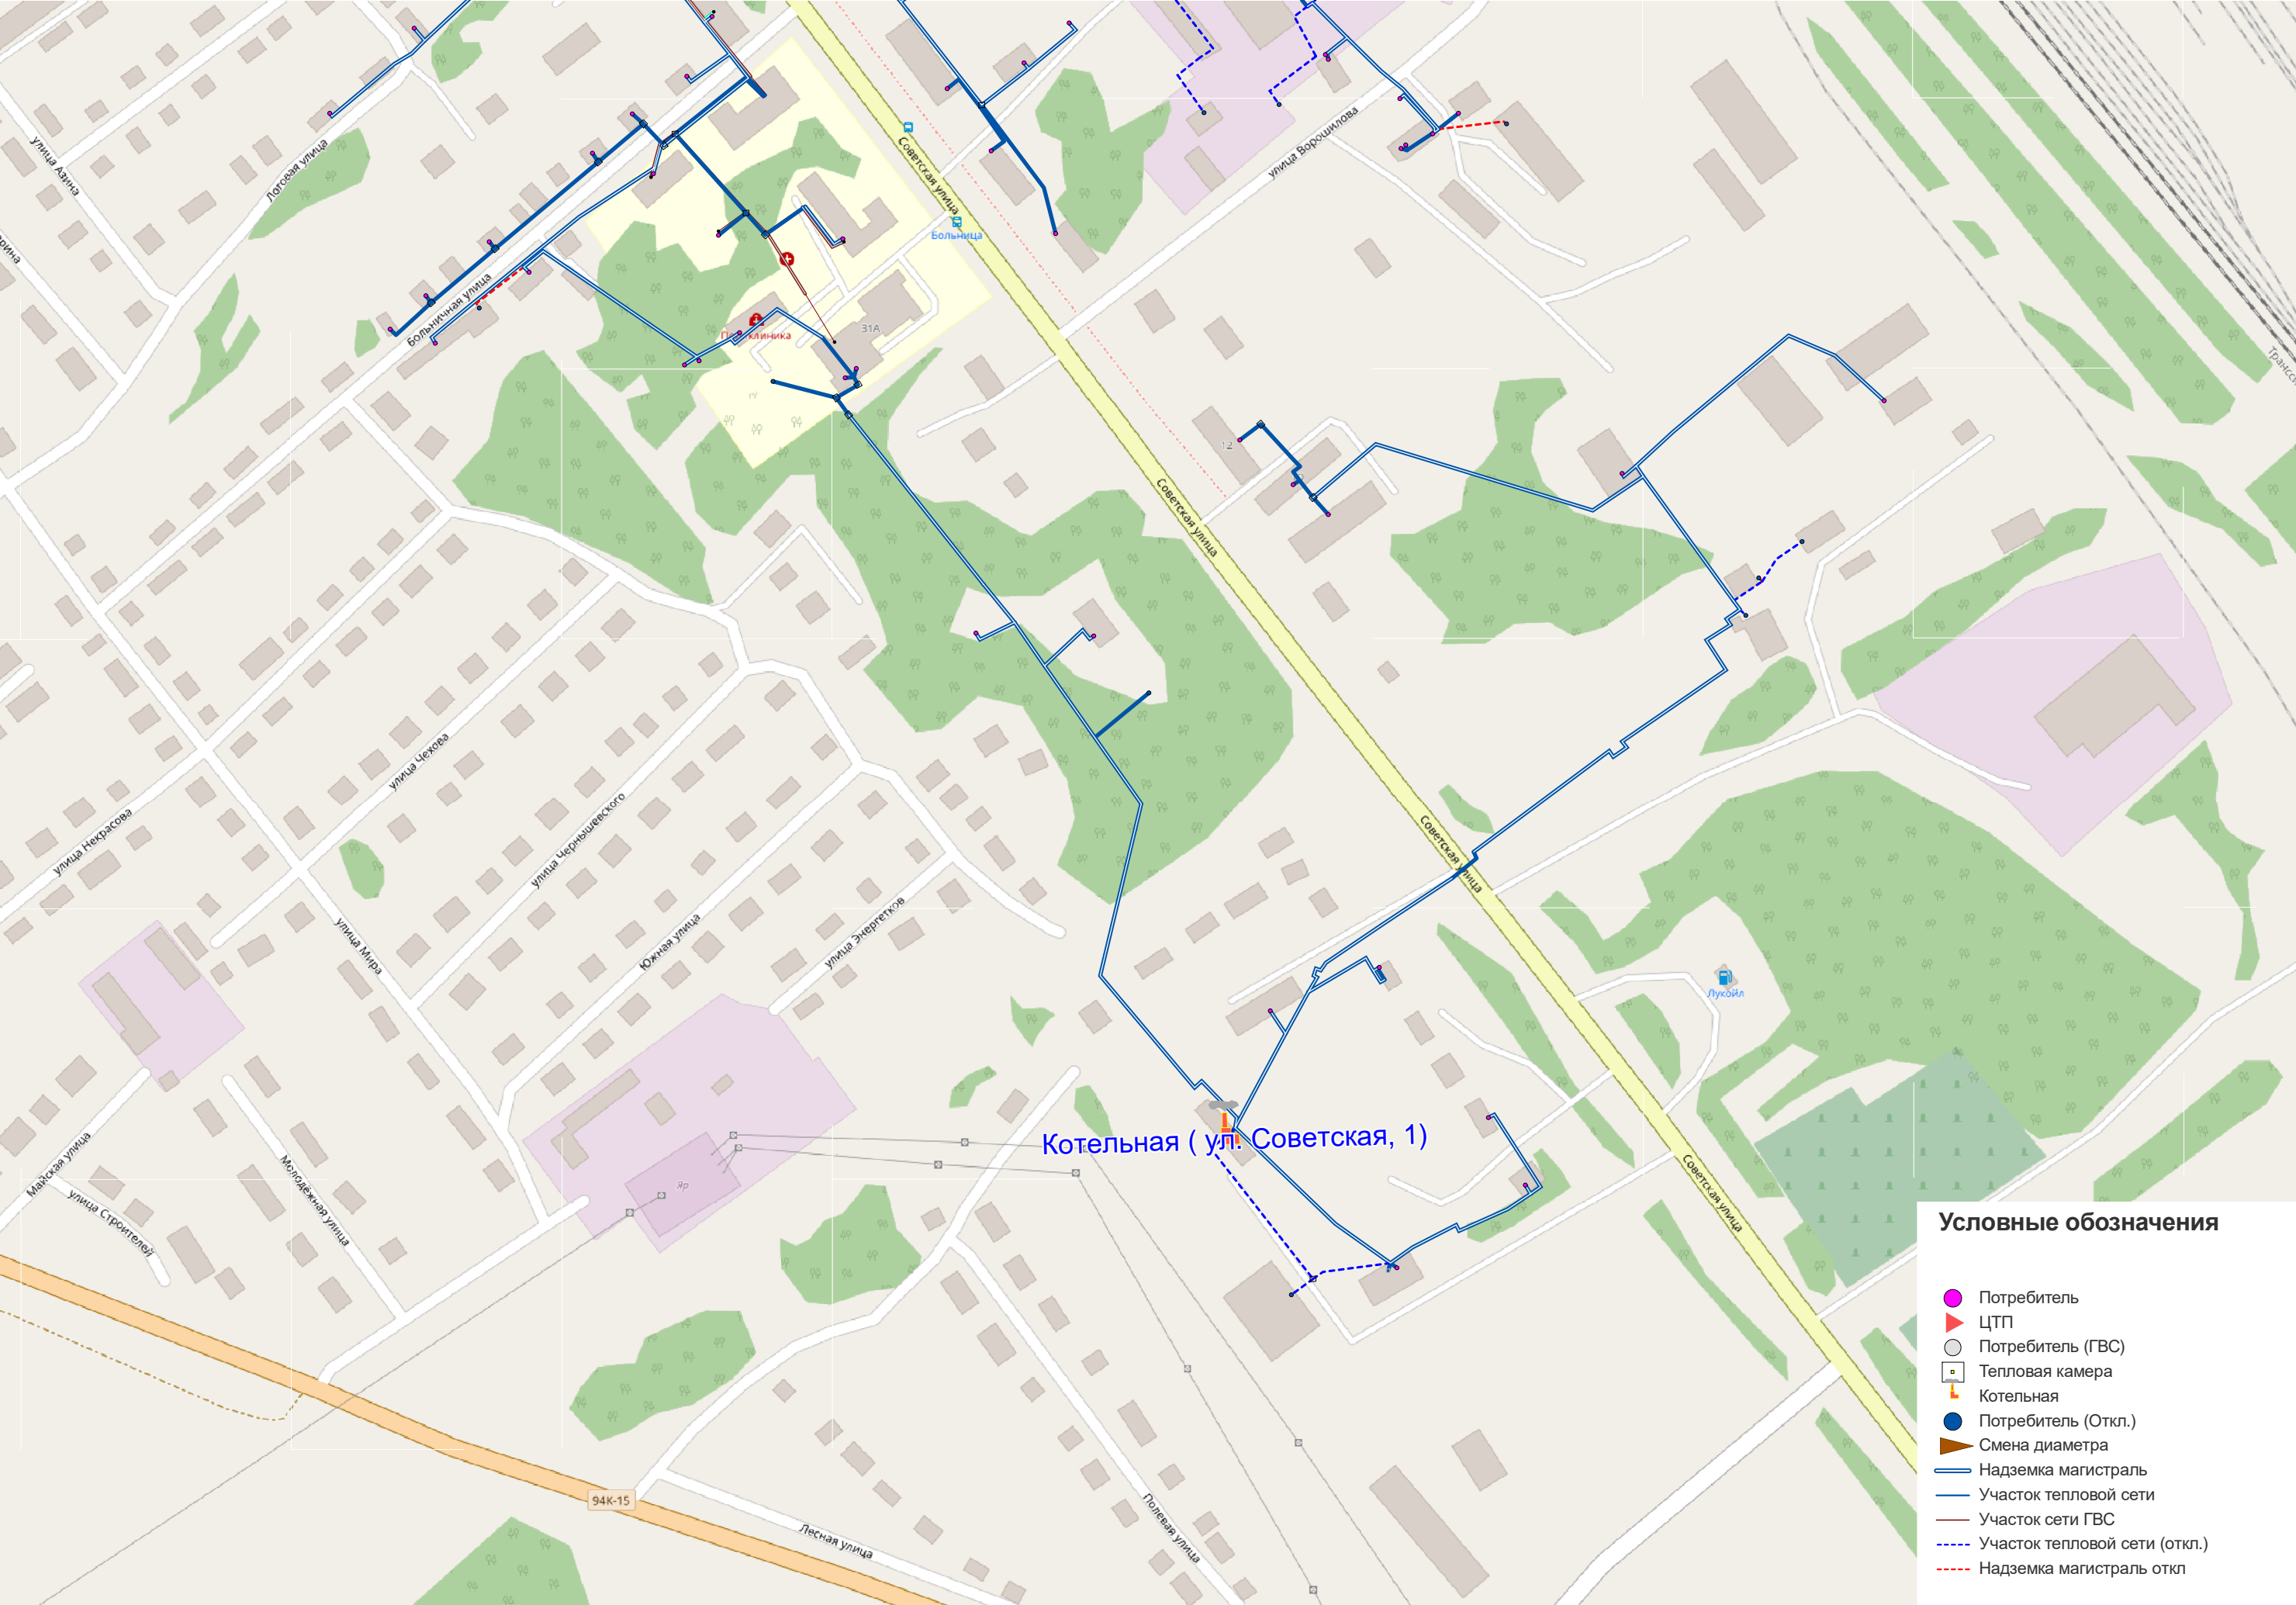 улица Азина
Логовая улица
Советская улица
улица Ворошилова
Больница
Больничная улица
Поликлиника
31А
12
Советская улица
улица Чехова
улица Некрасова
улица Чернышевского
Советская улица
улица Мира
Южная улица
улица Энергетков
Лукойл
Котельная ( ул. Советская, 1)
Майская улица
улица Строителей
Молодёжная улица
Яр
Советская улица
94К-15
Лесная улица
Полевая улица
Условные обозначения
Потребитель
ЦТП
Потребитель (ГВС)
Тепловая камера
Котельная
Потребитель (Откл.)
Смена диаметра
Надземка магистраль
Участок тепловой сети
Участок сети ГВС
Участок тепловой сети (откл.)
Надземка магистраль откл